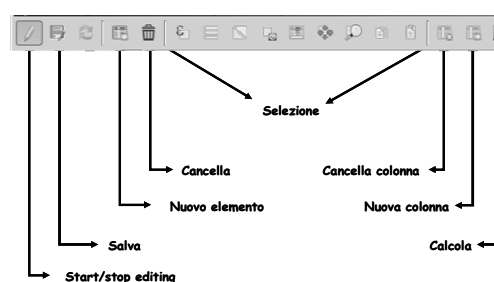 Selezione
Cancella
Cancella colonna
Nuovo elemento
Nuova colonna
Salva
Calcola
Start/stop editing